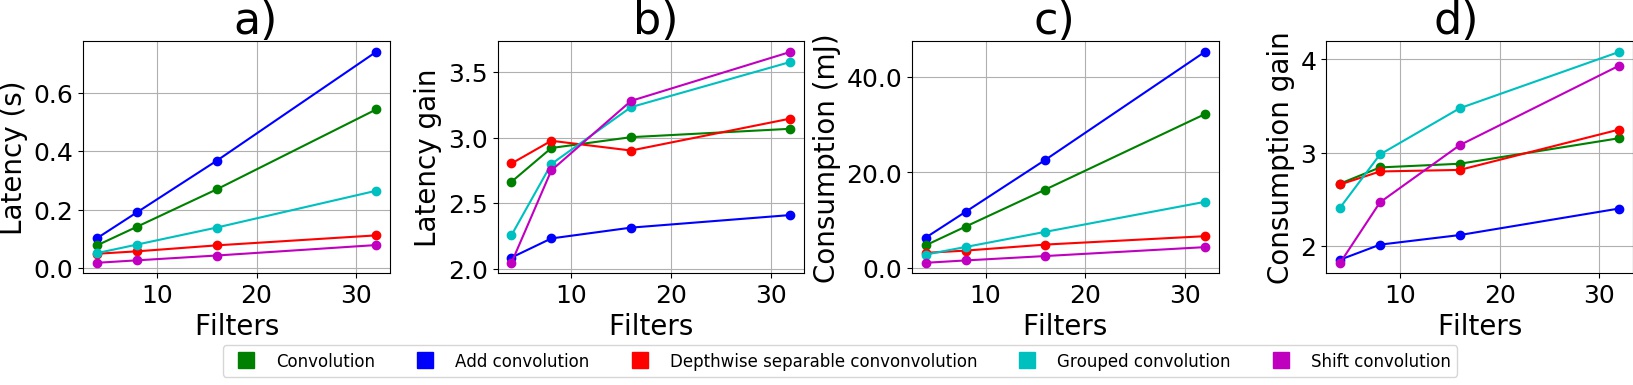 a)
Latency (s)
0.6
0.4
0.2
0.0
10 20 30
Filters
b)
Latency gain
3.5
3.0
2.5
2.0
10 20 30
Filters
c)
Consumption (mJ)
40.0
20.0
0.0
10 20 30
Filters
d)
Consumption gain
4
3
2
10 20 30
Filters
Convolution Add convolution Depthwise separable convonvolution Grouped convolution Shift convolution